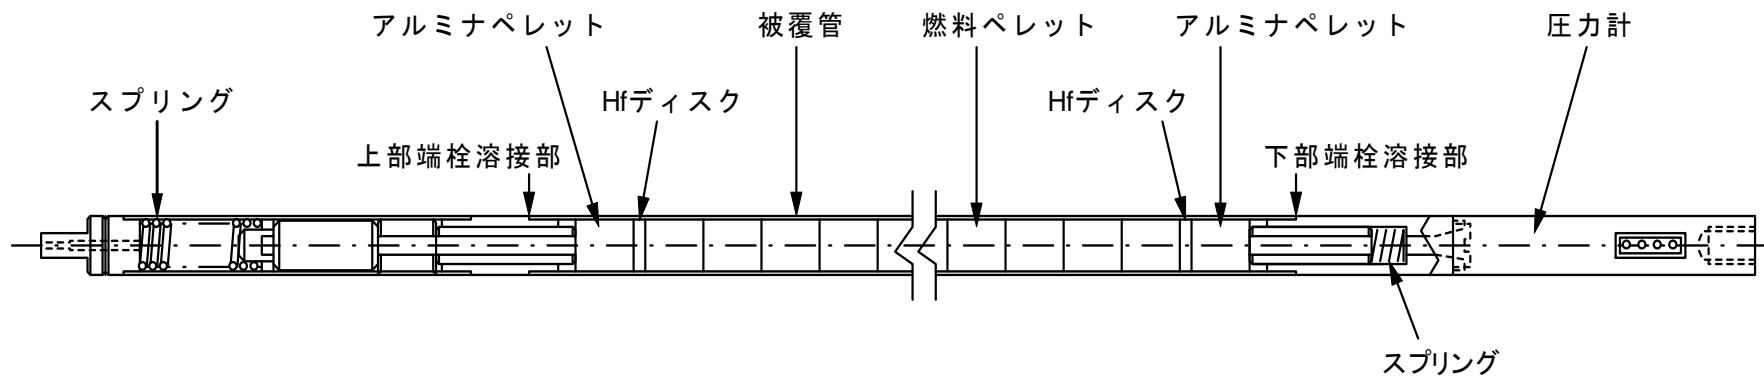 アルミナペレット
被覆管
燃料ペレット
アルミナペレット
圧力計
スプリング
Hfディスク
Hfディスク
上部端栓溶接部
下部端栓溶接部
スプリング